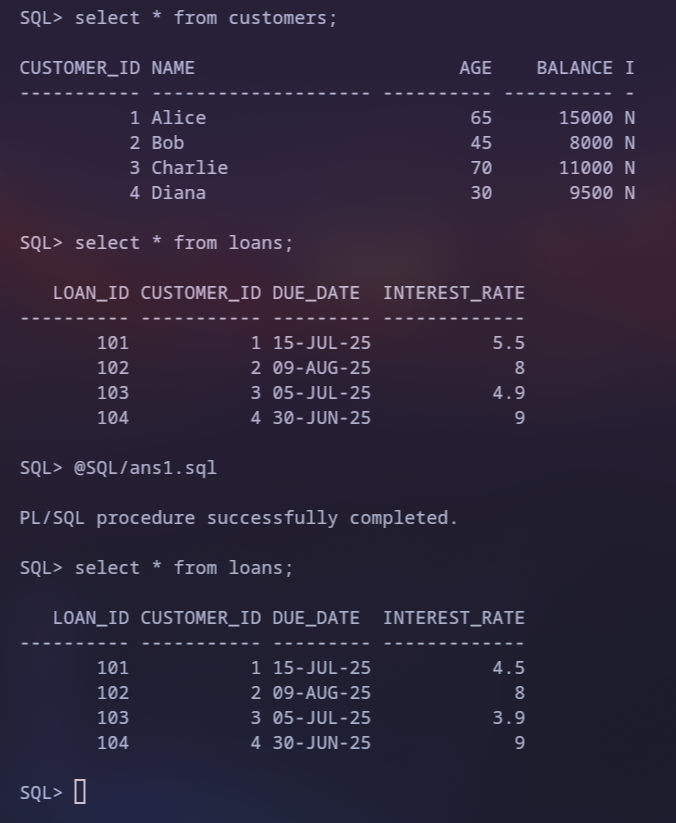 SQL> select * from customers;
CUSTOMER_ID NAME                        AGE    BALANCE I
----------- -------------------- ---------- ---------- -
          1 Alice                        65      15000 N
          2 Bob                          45       8000 N
          3 Charlie                      70      11000 N
          4 Diana                        30       9500 N
SQL> select * from loans;
   LOAN_ID CUSTOMER_ID DUE_DATE  INTEREST_RATE
---------- ----------- --------- -------------
       101           1 15-JUL-25           5.5
       102           2 09-AUG-25             8
       103           3 05-JUL-25           4.9
       104           4 30-JUN-25             9
SQL> @SQL/ans1.sql
PL/SQL procedure successfully completed.
SQL> select * from loans;
   LOAN_ID CUSTOMER_ID DUE_DATE  INTEREST_RATE
---------- ----------- --------- -------------
       101           1 15-JUL-25           4.5
       102           2 09-AUG-25             8
       103           3 05-JUL-25           3.9
       104           4 30-JUN-25             9
SQL>